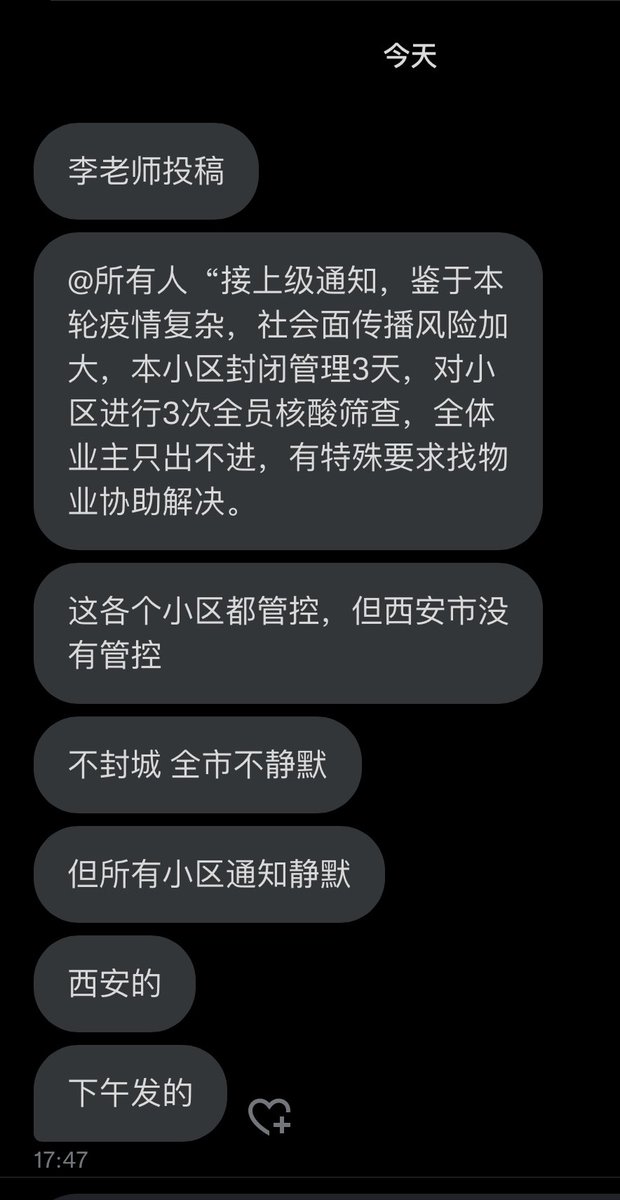 今天
李老师投稿
@所有人“接上级通知，鉴于本
轮疫情复杂，社会面传播风险加
大，本小区封闭管理3天，对小
区进行3次全员核酸筛查，全体
业主只出不进，有特殊要求找物
业协助解决。
这各个小区都管控，但西安市没
有管控
不封城 全市不静默
但所有小区通知静默
西安的
下午发的
17:47